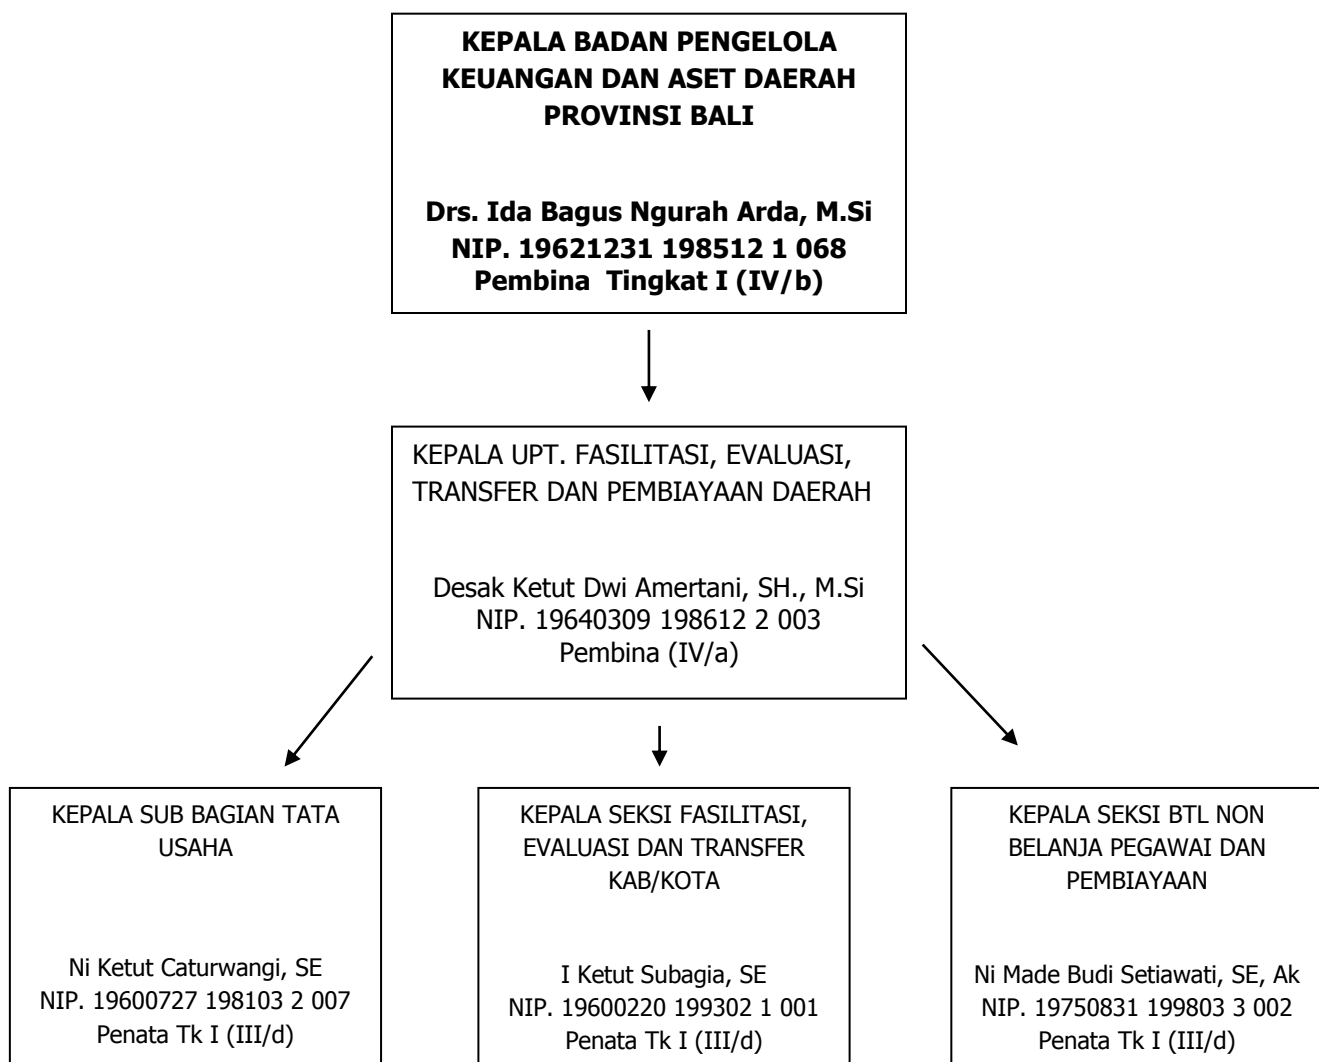 KEPALA BADAN PENGELOLA
KEUANGAN DAN ASET DAERAH
PROVINSI BALI
Drs. Ida Bagus Ngurah Arda, M.Si
NIP. 19621231 198512 1 068
Pembina  Tingkat I (IV/b)
KEPALA UPT. FASILITASI, EVALUASI,
TRANSFER DAN PEMBIAYAAN DAERAH
Desak Ketut Dwi Amertani, SH., M.Si
NIP. 19640309 198612 2 003
Pembina (IV/a)
KEPALA SUB BAGIAN TATA
USAHA
Ni Ketut Caturwangi, SE
NIP. 19600727 198103 2 007
Penata Tk I (III/d)
KEPALA SEKSI FASILITASI,
EVALUASI DAN TRANSFER
KAB/KOTA
I Ketut Subagia, SE
NIP. 19600220 199302 1 001
Penata Tk I (III/d)
KEPALA SEKSI BTL NON
BELANJA PEGAWAI DAN
PEMBIAYAAN
Ni Made Budi Setiawati, SE, Ak
NIP. 19750831 199803 3 002
Penata Tk I (III/d)